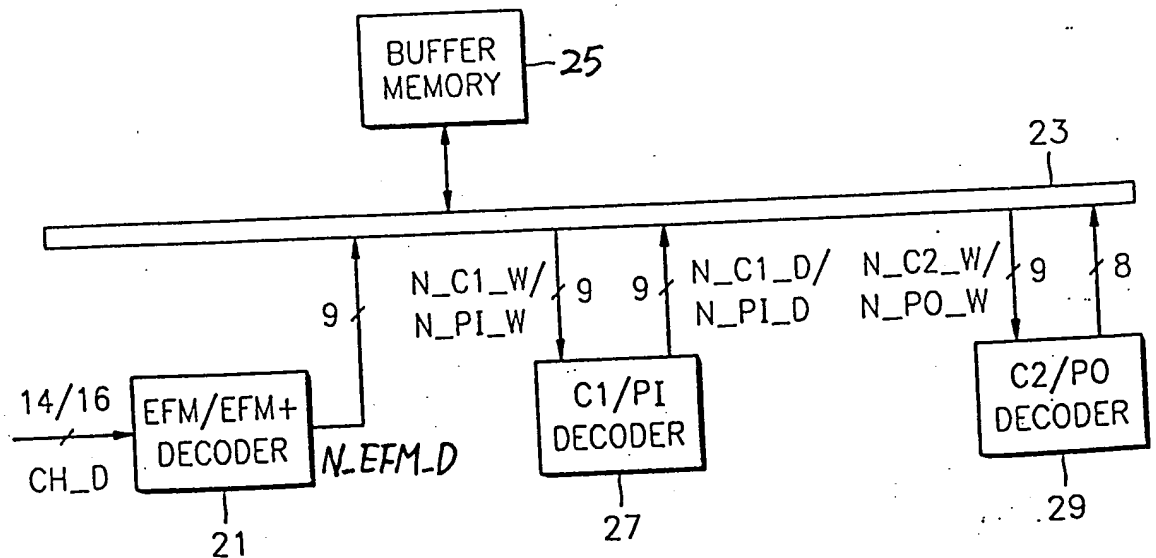 BUFFER
MEMORY
25
23
N_C1_W/
N_PI_W
9
9
N_C1_D/
N_PI_D
N_C2_W/
N_PO_W
9
8
9
14/16
CH_D
EFM/EFM+
DECODER
N_EFM_D
C1/PI
DECODER
C2/PO
DECODER
21
27
29